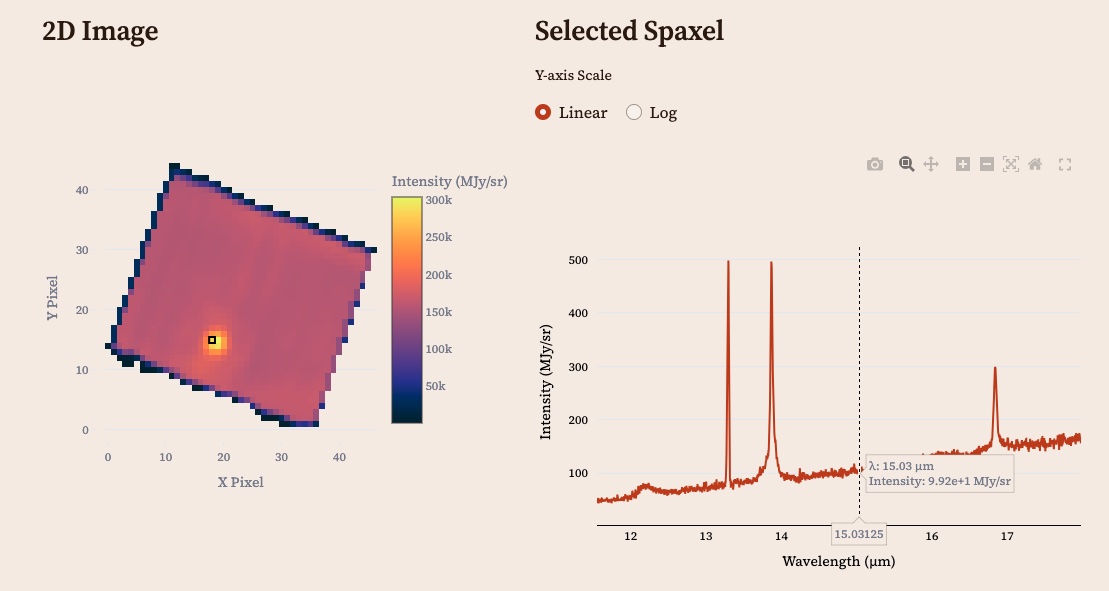 2D Image
Selected Spaxel
Y-axis Scale
Linear
Log
Intensity (MJy/sr)
300k
250k
200k
150k
100k
50k
40
30
20
10
0
Y Pixel
0
10
20
30
40
X Pixel
500
400
300
200
100
Intensity (MJy/sr)
λ: 15.03 μm
Intensity: 9.92e+1 MJy/sr
12
13
14
15.03125
16
17
Wavelength (μm)